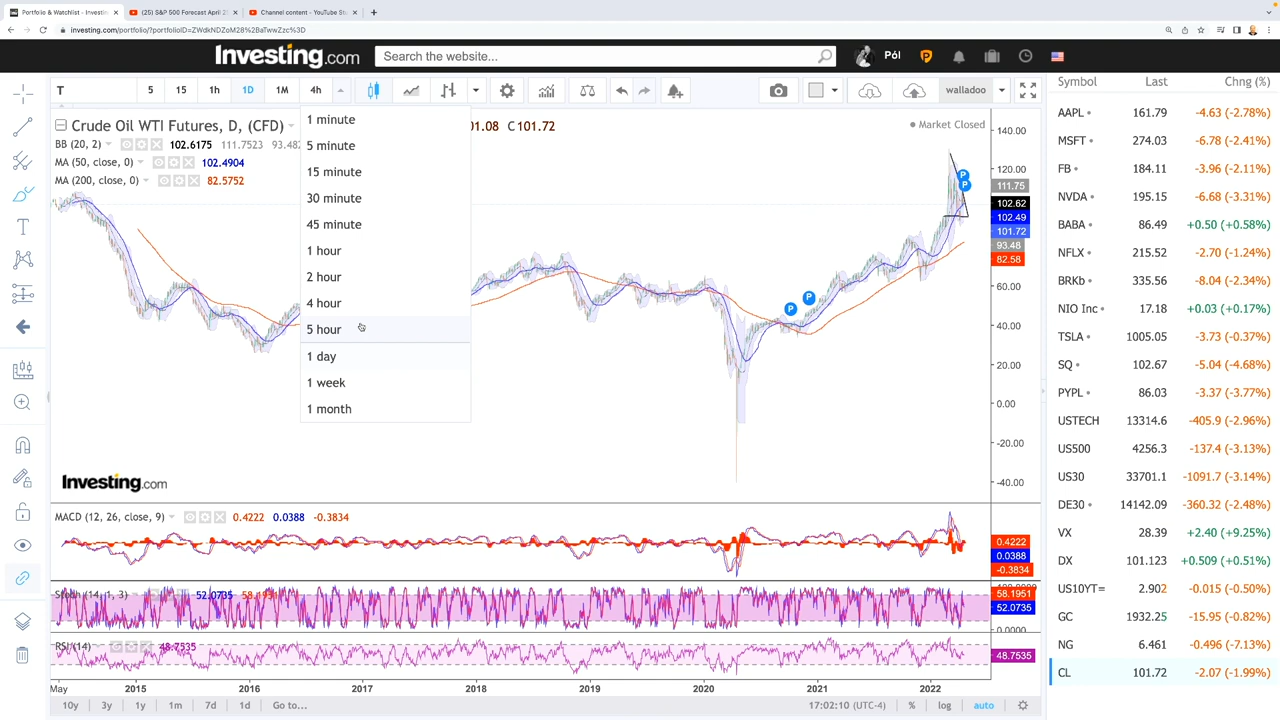 Portfolio & Watchlist - Investin
(25) S&P 500 Forecast April 2
Channel content - YouTube St
investing.com/portfolio/?portfolioID=ZWdkNDZoM28%2BaTwwZzc%3D
Investing.com
Search the website...
Pól
T
5 15 1h 1D 1M 4h
walladoo
Crude Oil WTI Futures, D, (CFD)
01.08 C101.72
Market Closed
BB (20, 2) 102.6175 111.7523 93.482
MA (50, close, 0) 102.4904
MA (200, close, 0) 82.5752
1 minute
5 minute
15 minute
30 minute
45 minute
1 hour
2 hour
4 hour
5 hour
1 day
1 week
1 month
P
P
P
P
140.00
120.00
111.75
102.62
102.49
101.72
93.48
82.58
60.00
40.00
20.00
0.00
-20.00
-40.00
Investing.com
MACD (12, 26, close, 9) 0.4222 0.0388 -0.3834
0.4222
0.0388
-0.3834
Stoch (14, 1, 3) 52.0735 58.1951
58.1951
52.0735
0.0000
RSI (14) 48.7535
48.7535
May 2015 2016 2017 2018 2019 2020 2021 2022
10y 3y 1y 1m 7d 1d Go to...
17:02:10 (UTC-4) % log auto
Symbol Last Chng (%)
AAPL 161.79 -4.63 (-2.78%)
MSFT 274.03 -6.78 (-2.41%)
FB 184.11 -3.96 (-2.11%)
NVDA 195.15 -6.68 (-3.31%)
BABA 86.49 +0.50 (+0.58%)
NFLX 215.52 -2.70 (-1.24%)
BRKb 335.56 -8.04 (-2.34%)
NIO Inc 17.18 +0.03 (+0.17%)
TSLA 1005.05 -3.73 (-0.37%)
SQ 102.67 -5.04 (-4.68%)
PYPL 86.03 -3.37 (-3.77%)
USTECH 13314.6 -405.9 (-2.96%)
US500 4256.3 -137.4 (-3.13%)
US30 33701.1 -1091.7 (-3.14%)
DE30 14142.09 -360.32 (-2.48%)
VX 28.39 +2.40 (+9.25%)
DX 101.123 +0.509 (+0.51%)
US10YT= 2.902 -0.015 (-0.50%)
GC 1932.25 -15.95 (-0.82%)
NG 6.461 -0.496 (-7.13%)
CL 101.72 -2.07 (-1.99%)